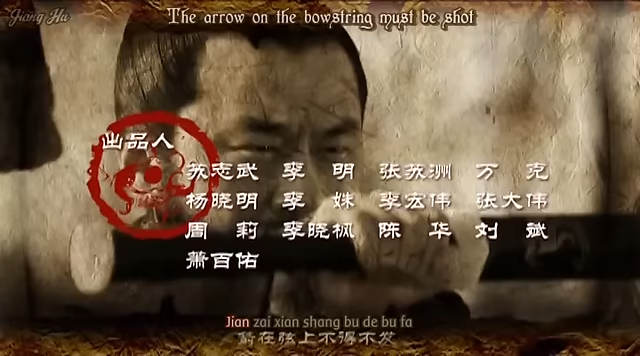 Jiang Hu
The arrow on the bowstring must be shot
出品人
苏志武 李 明 张苏洲 万 克
杨晓明 李 姝 李宏伟 张大伟
周 莉 李晓枫 陈 华 刘 斌
萧百佑
Jian zai xian shang bu de bu fa
箭在弦上不得不发